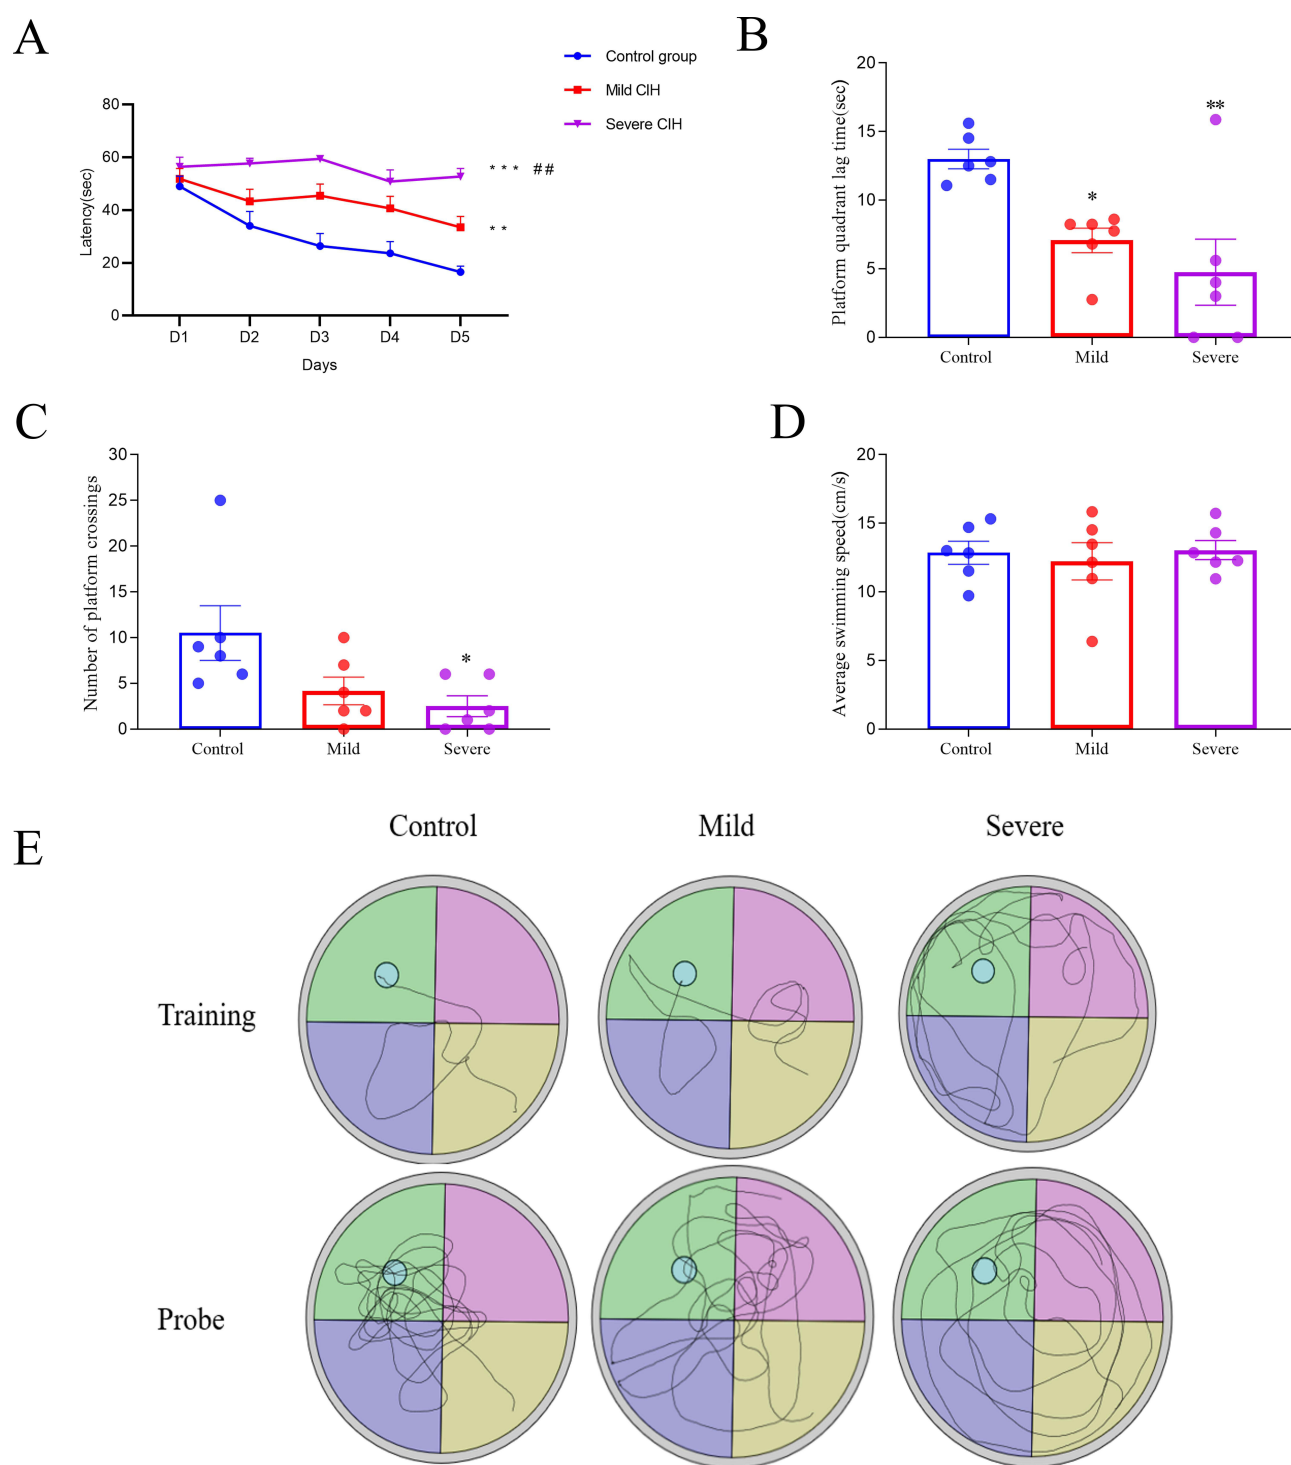 A
Control group
Mild CIH
Severe CIH
Latency(sec)
80
60
40
20
0
D1 D2 D3 D4 D5
Days
*** ##
**
B
Platform quadrant lag time(sec)
20
15
10
5
0
*
**
Control Mild Severe
C
Number of platform crossings
30
25
20
15
10
5
0
*
Control Mild Severe
D
Average swimming speed(cm/s)
20
15
10
5
0
Control Mild Severe
E
Control Mild Severe
Training
Probe